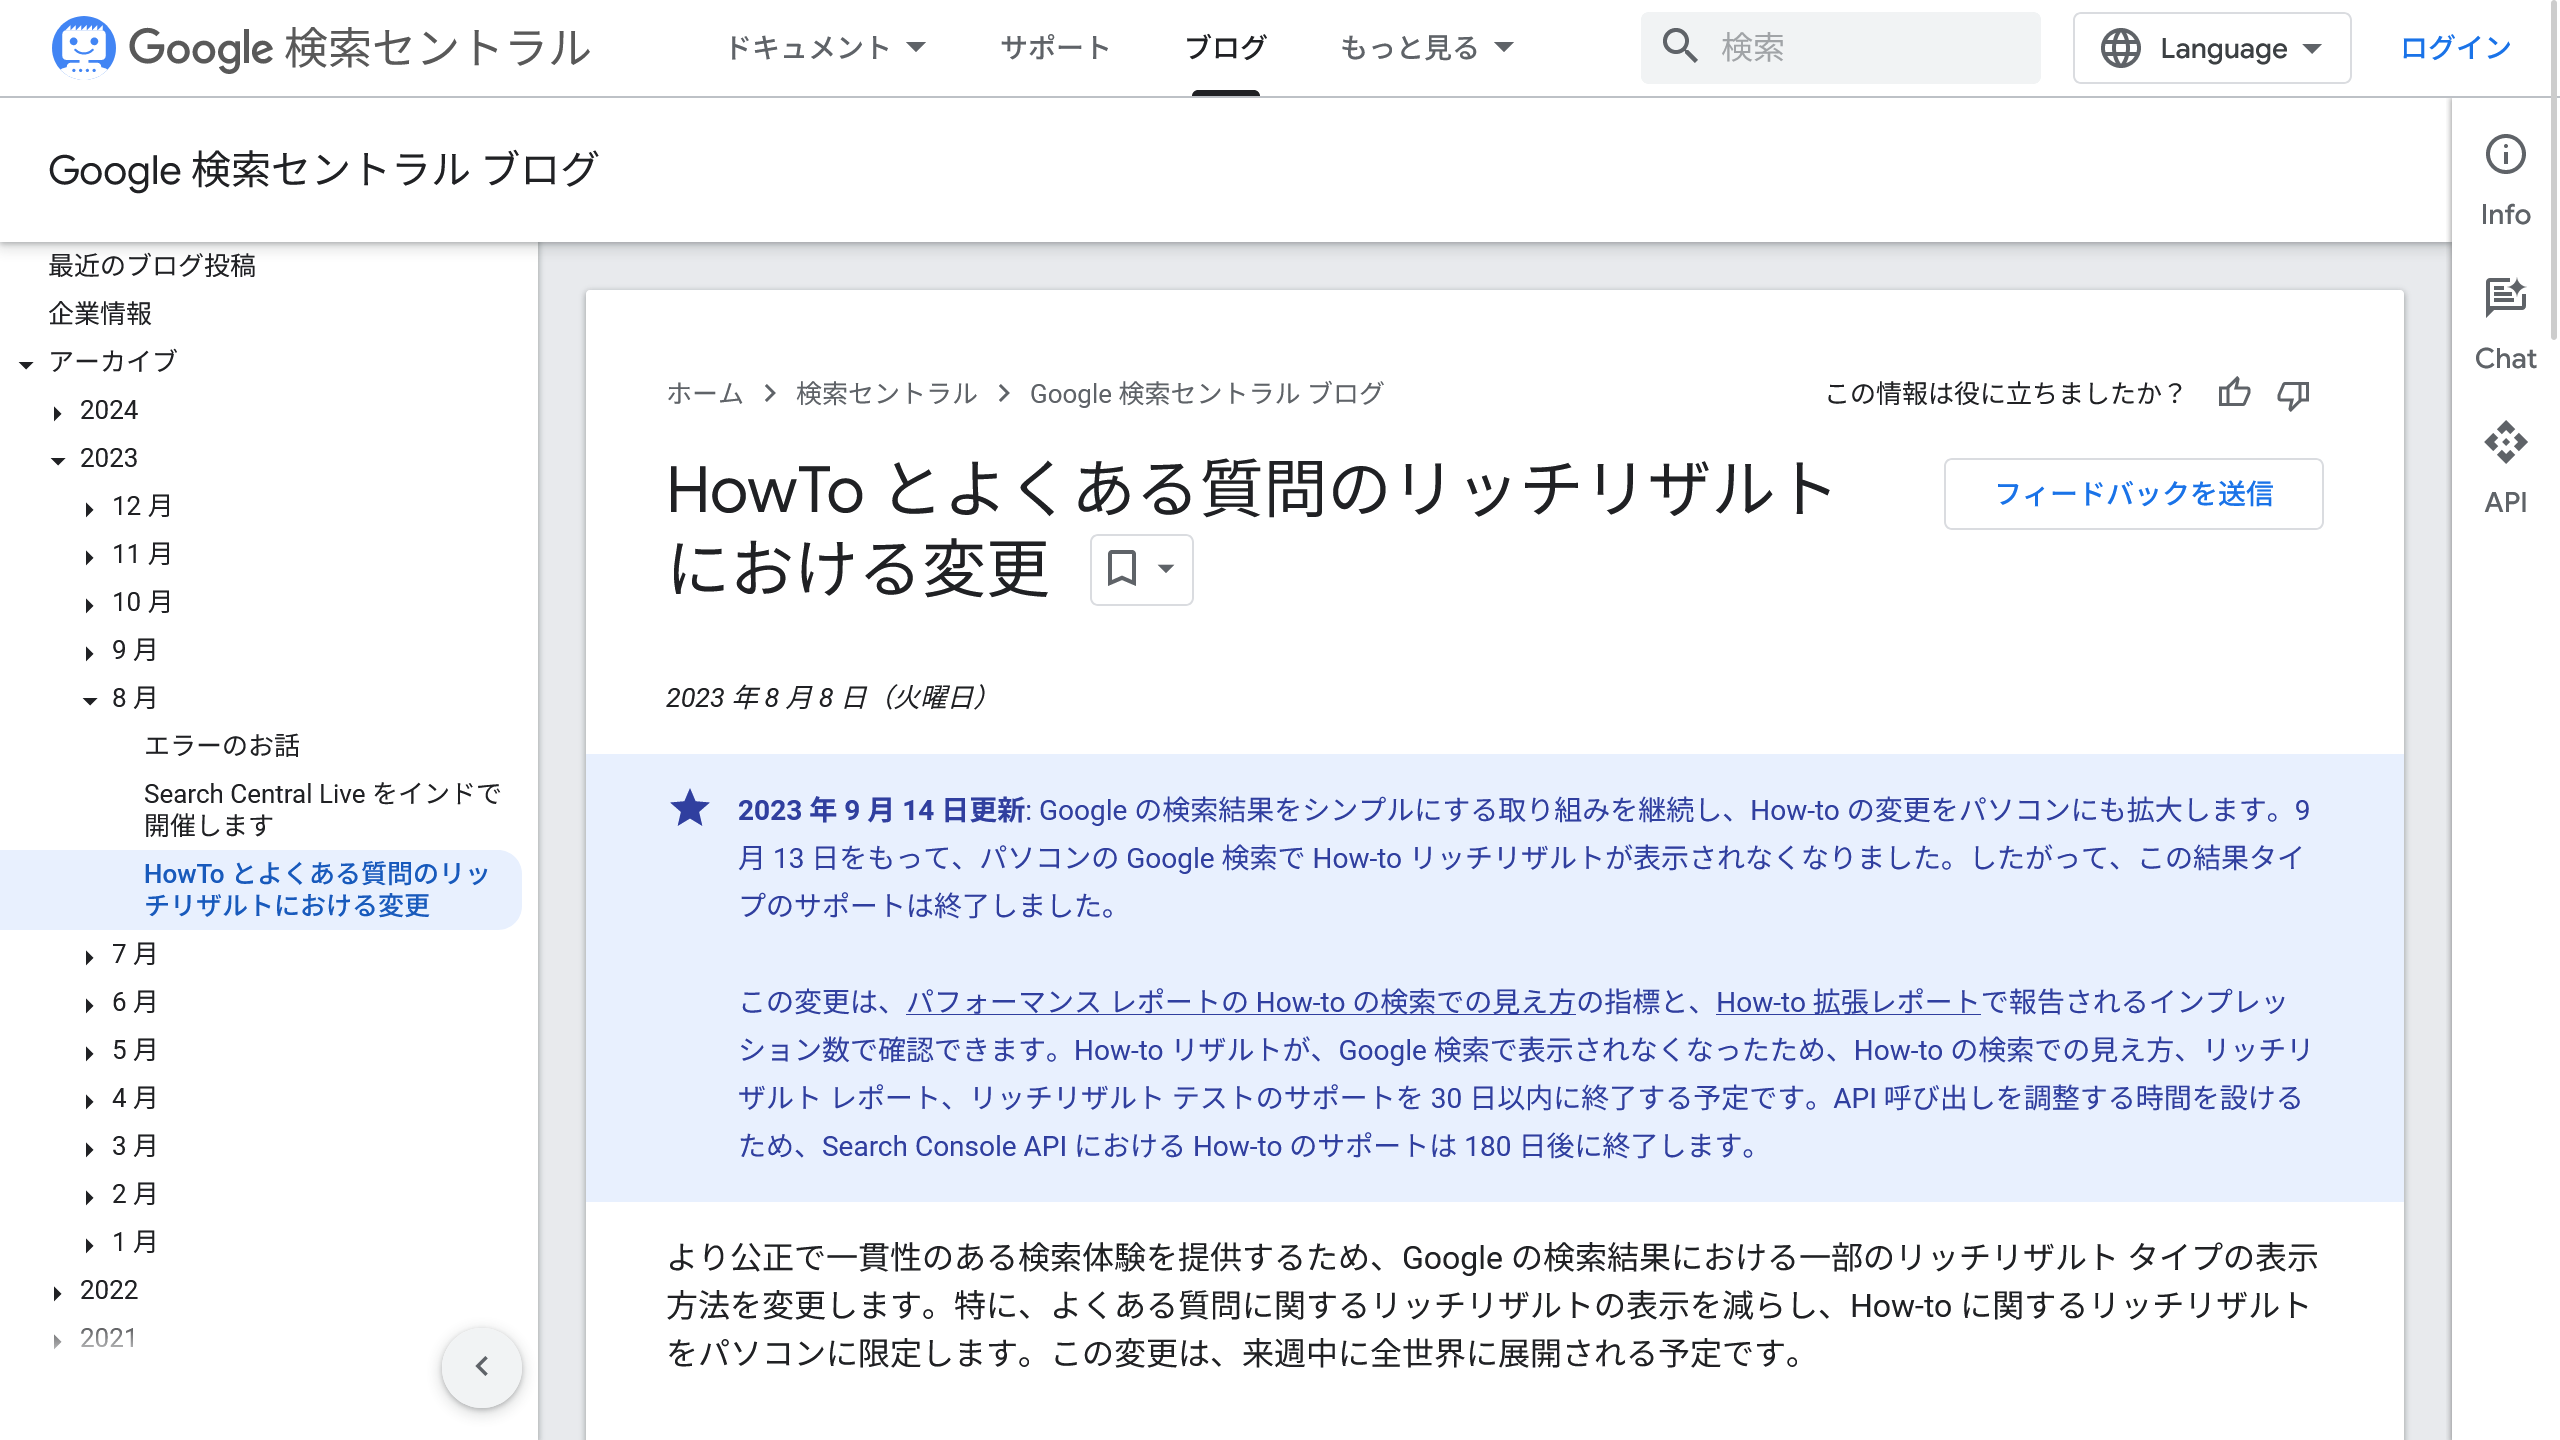 Google 検索セントラル
ドキュメント
サポート
ブログ
もっと見る
検索
Language
ログイン
Google 検索セントラル ブログ
最近のブログ投稿
企業情報
アーカイブ
2024
2023
12 月
11 月
10 月
9 月
8 月
エラーのお話
Search Central Live をインドで
開催します
HowTo とよくある質問のリッ
チリザルトにおける変更
7 月
6 月
5 月
4 月
3 月
2 月
1 月
2022
2021
ホーム
検索セントラル
Google 検索セントラル ブログ
この情報は役に立ちましたか？
HowTo とよくある質問のリッチリザルト
における変更
フィードバックを送信
2023 年 8 月 8 日（火曜日）
2023 年 9 月 14 日更新: Google の検索結果をシンプルにする取り組みを継続し、How-to の変更をパソコンにも拡大します。9
月 13 日をもって、パソコンの Google 検索で How-to リッチリザルトが表示されなくなりました。したがって、この結果タイ
プのサポートは終了しました。
この変更は、パフォーマンス レポートの How-to の検索での見え方の指標と、How-to 拡張レポートで報告されるインプレッ
ション数で確認できます。How-to リザルトが、Google 検索で表示されなくなったため、How-to の検索での見え方、リッチリ
ザルト レポート、リッチリザルト テストのサポートを 30 日以内に終了する予定です。API 呼び出しを調整する時間を設ける
ため、Search Console API における How-to のサポートは 180 日後に終了します。
より公正で一貫性のある検索体験を提供するため、Google の検索結果における一部のリッチリザルト タイプの表示
方法を変更します。特に、よくある質問に関するリッチリザルトの表示を減らし、How-to に関するリッチリザルト
をパソコンに限定します。この変更は、来週中に全世界に展開される予定です。
Info
Chat
API